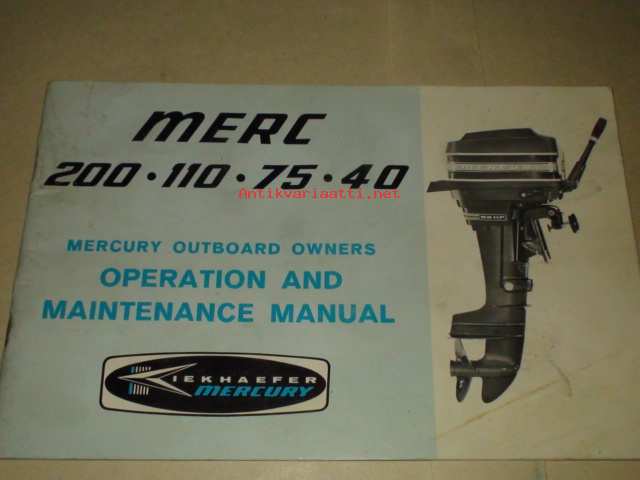 MERC
200 • 110 • 75 • 40
Antikvariaatti.net
MERCURY OUTBOARD OWNERS
OPERATION AND
MAINTENANCE MANUAL
KIEKHAEFER
MERCURY